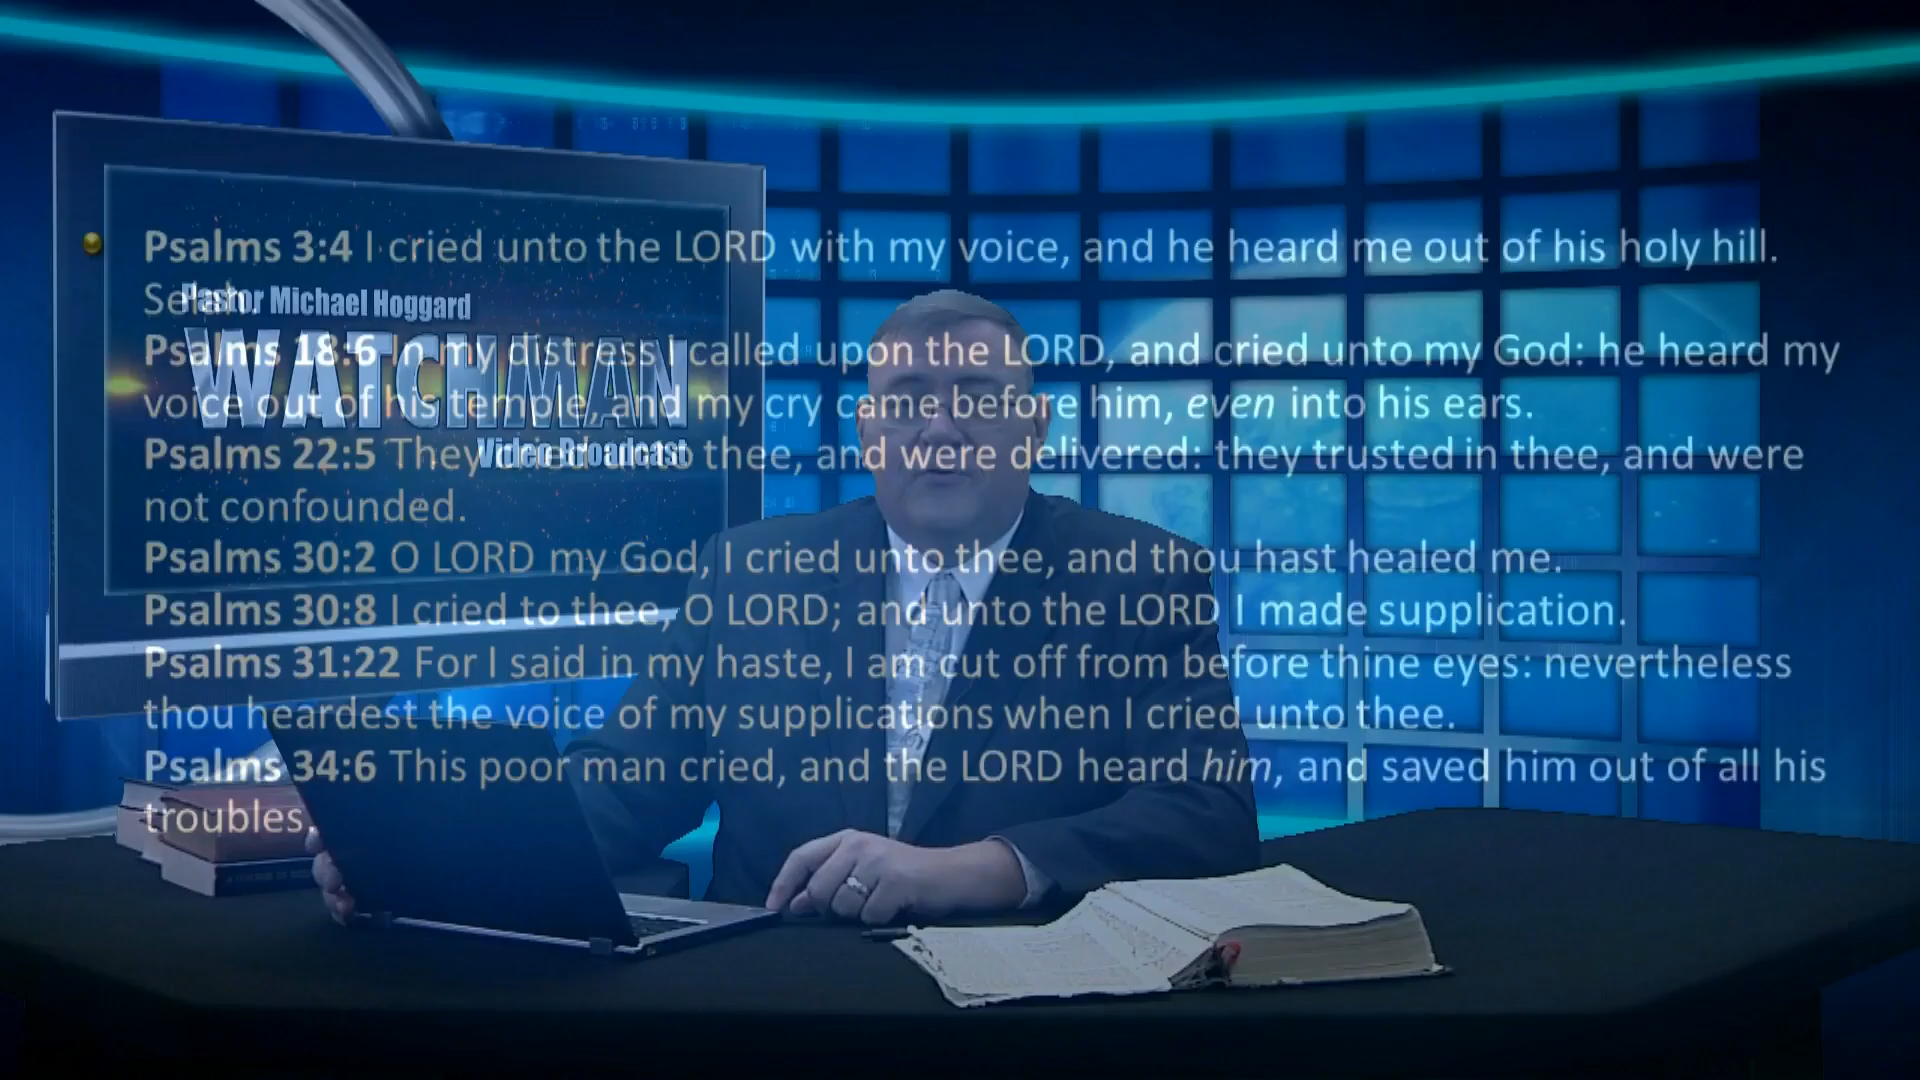 Psalms 3:4 I cried unto the LORD with my voice, and he heard me out of his holy hill.
Selah.
Pastor Michael Hoggard
WATCHMAN
Video Broadcast
Psalms 18:6 In my distress I called upon the LORD, and cried unto my God: he heard my
voice out of his temple, and my cry came before him, even into his ears.
Psalms 22:5 They cried unto thee, and were delivered: they trusted in thee, and were
not confounded.
Psalms 30:2 O LORD my God, I cried unto thee, and thou hast healed me.
Psalms 30:8 I cried to thee, O LORD; and unto the LORD I made supplication.
Psalms 31:22 For I said in my haste, I am cut off from before thine eyes: nevertheless
thou heardest the voice of my supplications when I cried unto thee.
Psalms 34:6 This poor man cried, and the LORD heard him, and saved him out of all his
troubles.